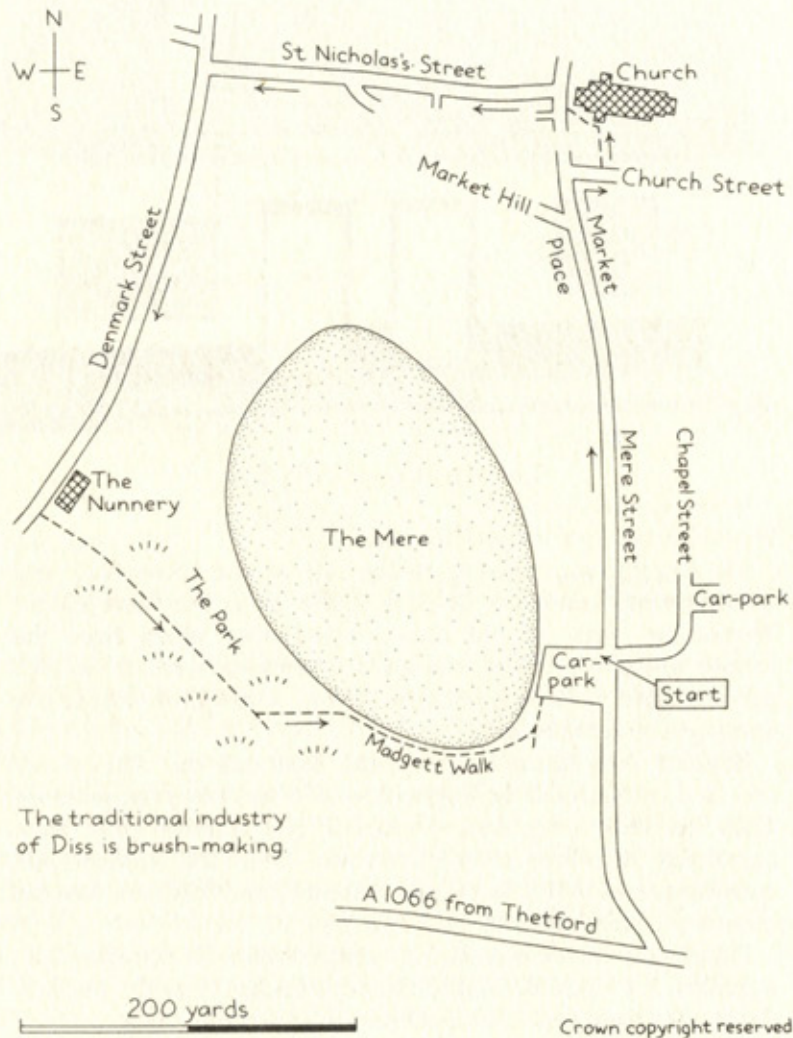 N
W E
S
St Nicholas's Street
Church
Market Hill
Church Street
Market
Place
Denmark Street
The
Nunnery
The Mere
Mere Street
Chapel Street
Car-park
The Park
Car-
park
Start
Madgett Walk
The traditional industry
of Diss is brush-making.
A 1066 from Thetford
200 yards
Crown copyright reserved